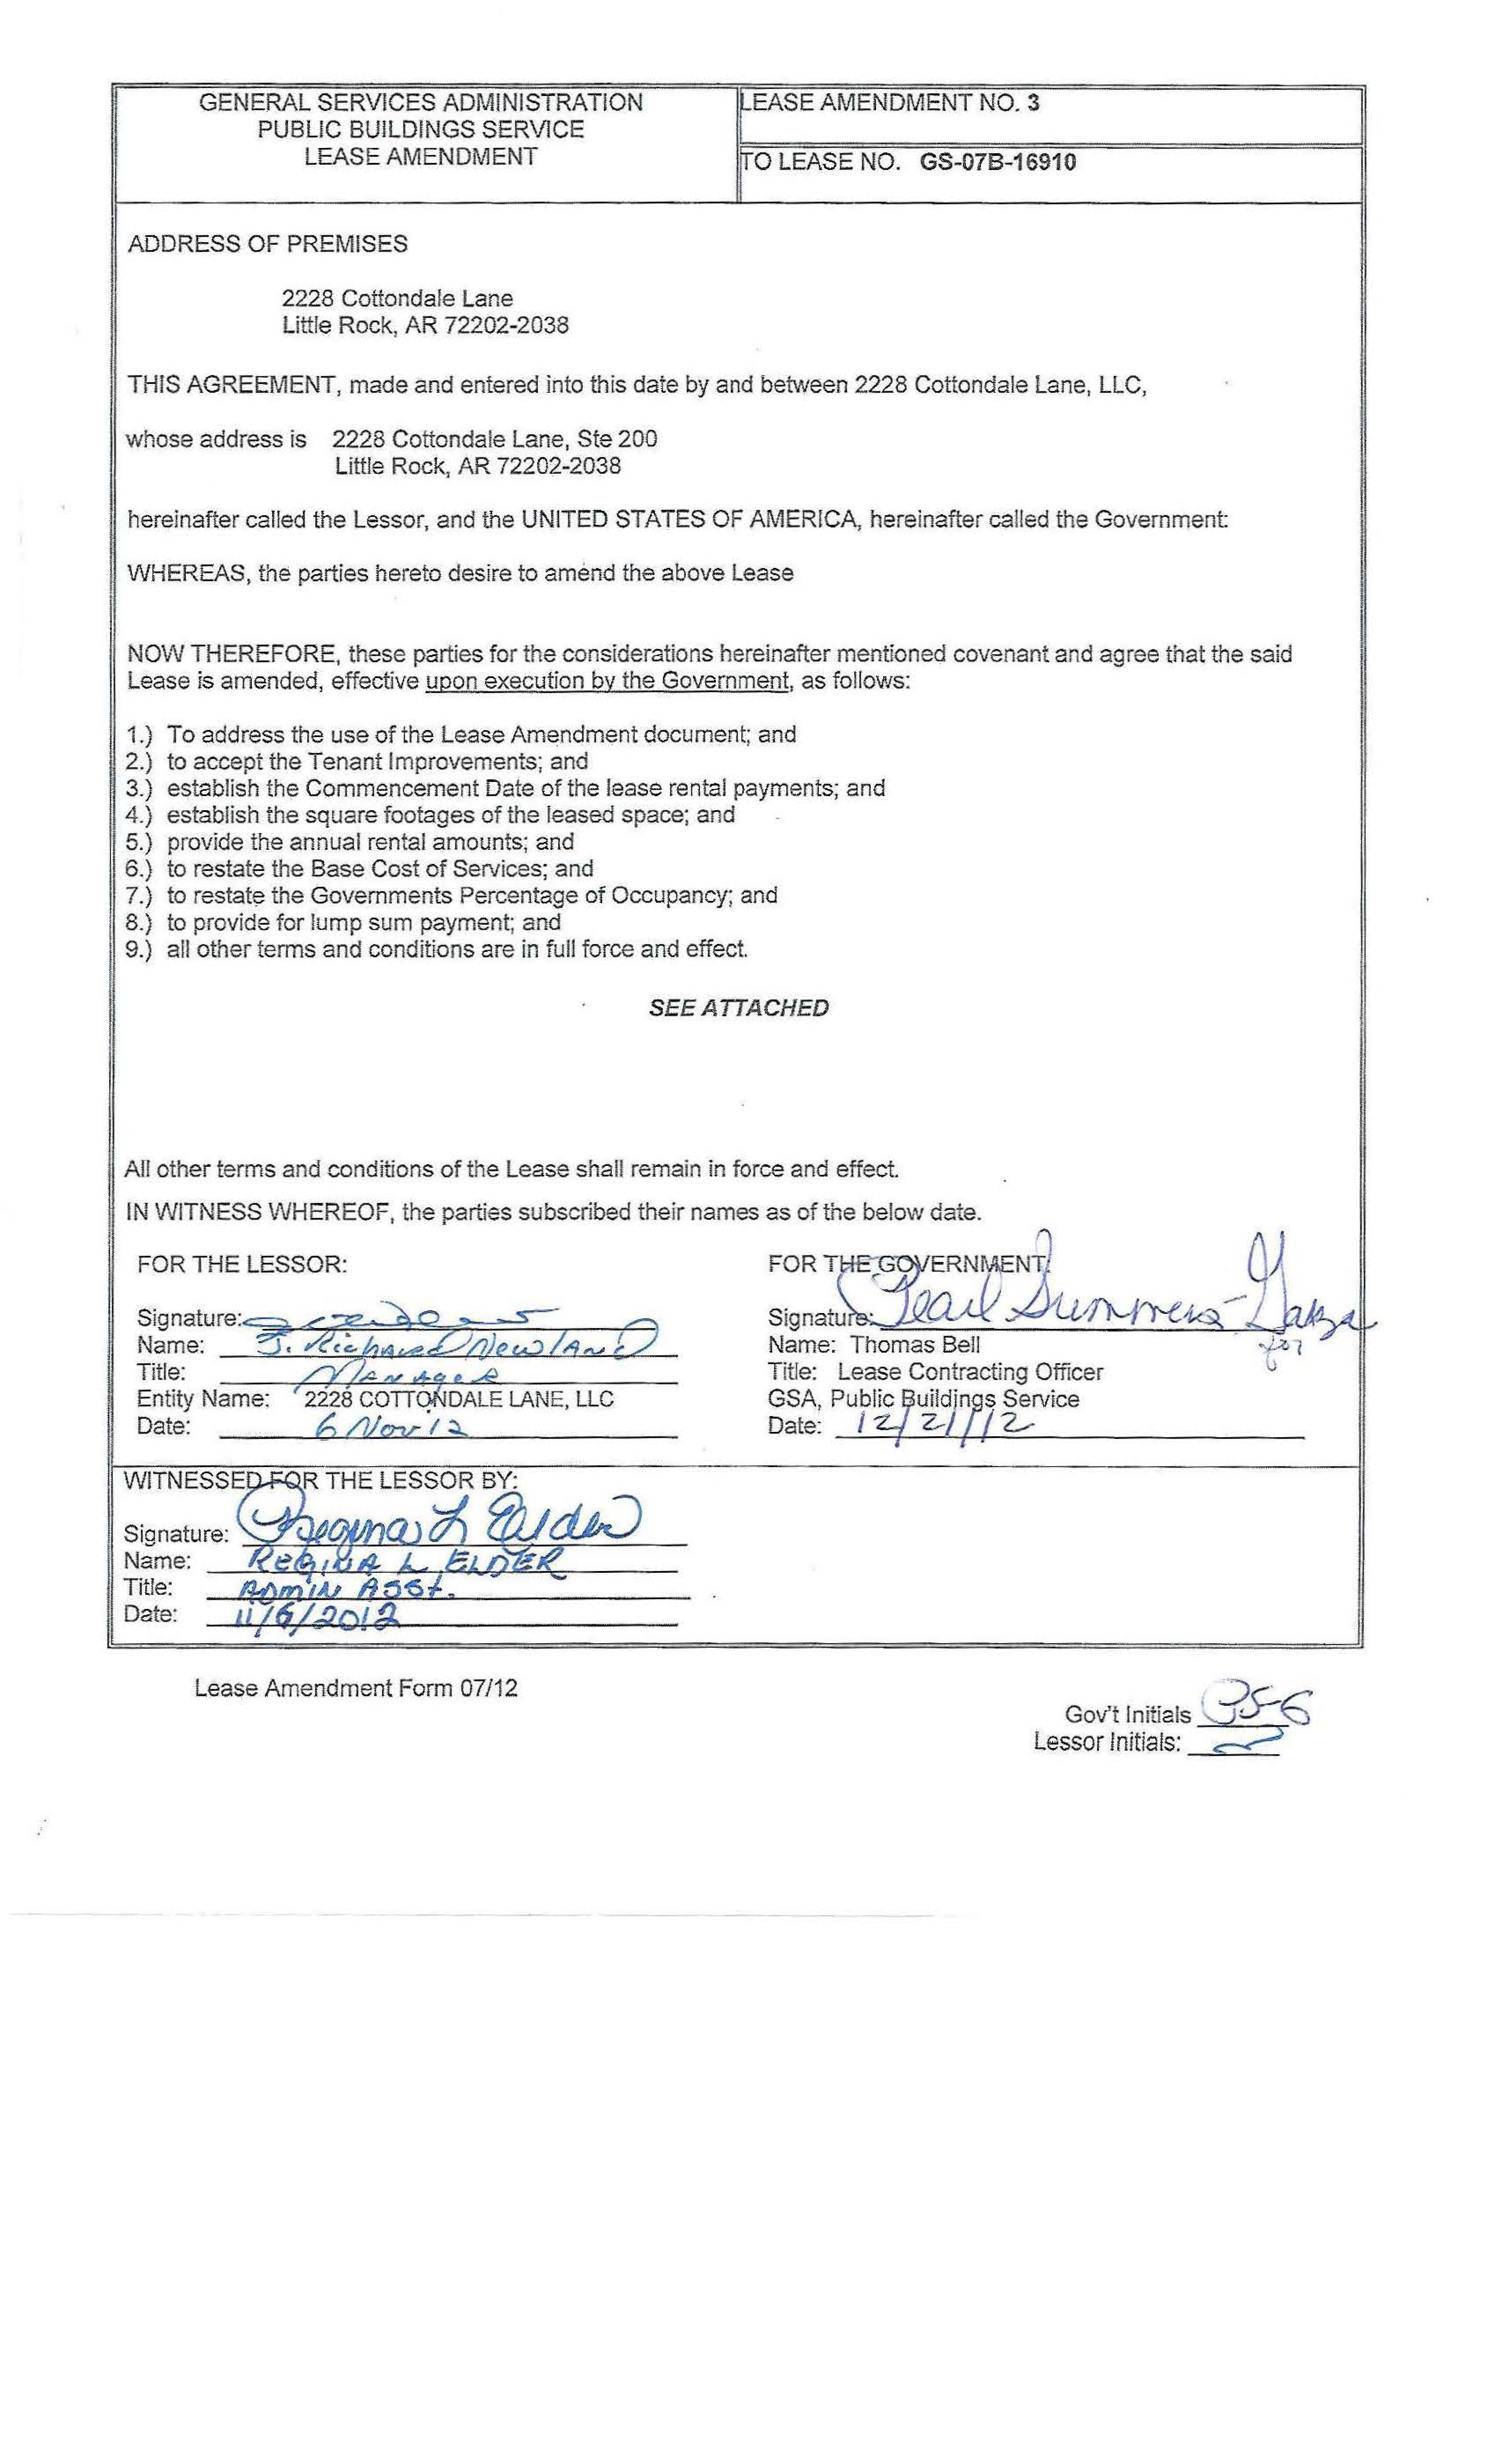 GENERAL SERVICES ADMINISTRATION
PUBLIC BUILDINGS SERVICE
LEASE AMENDMENT
LEASE AMENDMENT NO. 3
TO LEASE NO. GS-07B-16910
ADDRESS OF PREMISES
2228 Cottondale Lane
Little Rock, AR 72202-2038
THIS AGREEMENT, made and entered into this date by and between 2228 Cottondale Lane, LLC,
whose address is 2228 Cottondale Lane, Ste 200
Little Rock, AR 72202-2038
hereinafter called the Lessor, and the UNITED STATES OF AMERICA, hereinafter called the Government:
WHEREAS, the parties hereto desire to amend the above Lease
NOW THEREFORE, these parties for the considerations hereinafter mentioned covenant and agree that the said
Lease is amended, effective upon execution by the Government, as follows:
1.) To address the use of the Lease Amendment document; and
2.) to accept the Tenant Improvements; and
3.) establish the Commencement Date of the lease rental payments; and
4.) establish the square footages of the leased space; and
5.) provide the annual rental amounts; and
6.) to restate the Base Cost of Services; and
7.) to restate the Governments Percentage of Occupancy; and
8.) to provide for lump sum payment; and
9.) all other terms and conditions are in full force and effect.
SEE ATTACHED
All other terms and conditions of the Lease shall remain in force and effect.
IN WITNESS WHEREOF, the parties subscribed their names as of the below date.
FOR THE LESSOR:
Signature:
Name: J. Richard Newland
Title: Manager
Entity Name: 2228 COTTONDALE LANE, LLC
Date: 6 Nov 12
FOR THE GOVERNMENT:
Signature: Pearl Summers-Garza
for
Name: Thomas Bell
Title: Lease Contracting Officer
GSA, Public Buildings Service
Date: 12/21/12
WITNESSED FOR THE LESSOR BY:
Signature: Regina L Elder
Name: REGINA L ELDER
Title: ADMIN ASST.
Date: 11/6/2012
Lease Amendment Form 07/12
Gov't Initials PS-G
Lessor Initials: